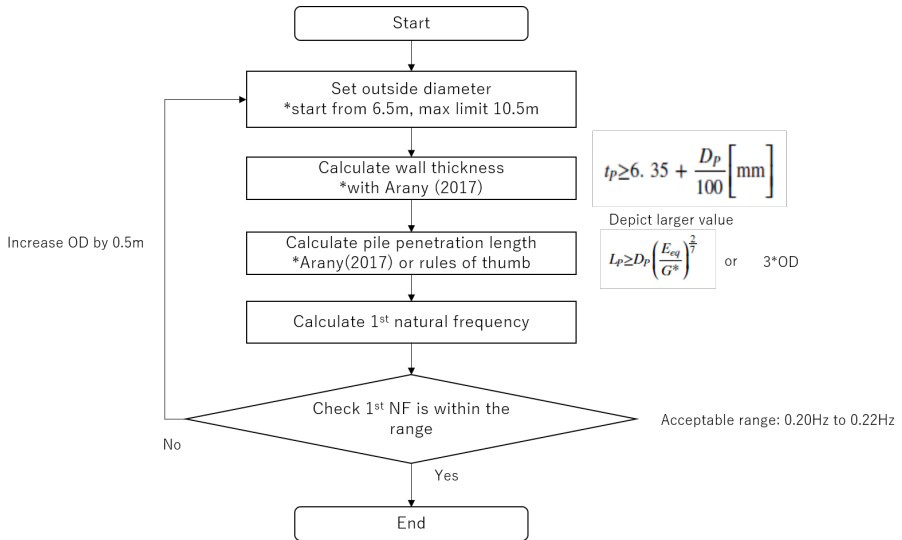 Start
Set outside diameter
*start from 6.5m, max limit 10.5m
Calculate wall thickness
*with Arany (2017)
tP≥6. 35 + DP/100 [mm]
Depict larger value
Increase OD by 0.5m
Calculate pile penetration length
*Arany(2017) or rules of thumb
LP≥DP(Eeq/G*)^2/7 or 3*OD
Calculate 1st natural frequency
Check 1st NF is within the
range
Acceptable range: 0.20Hz to 0.22Hz
No
Yes
End